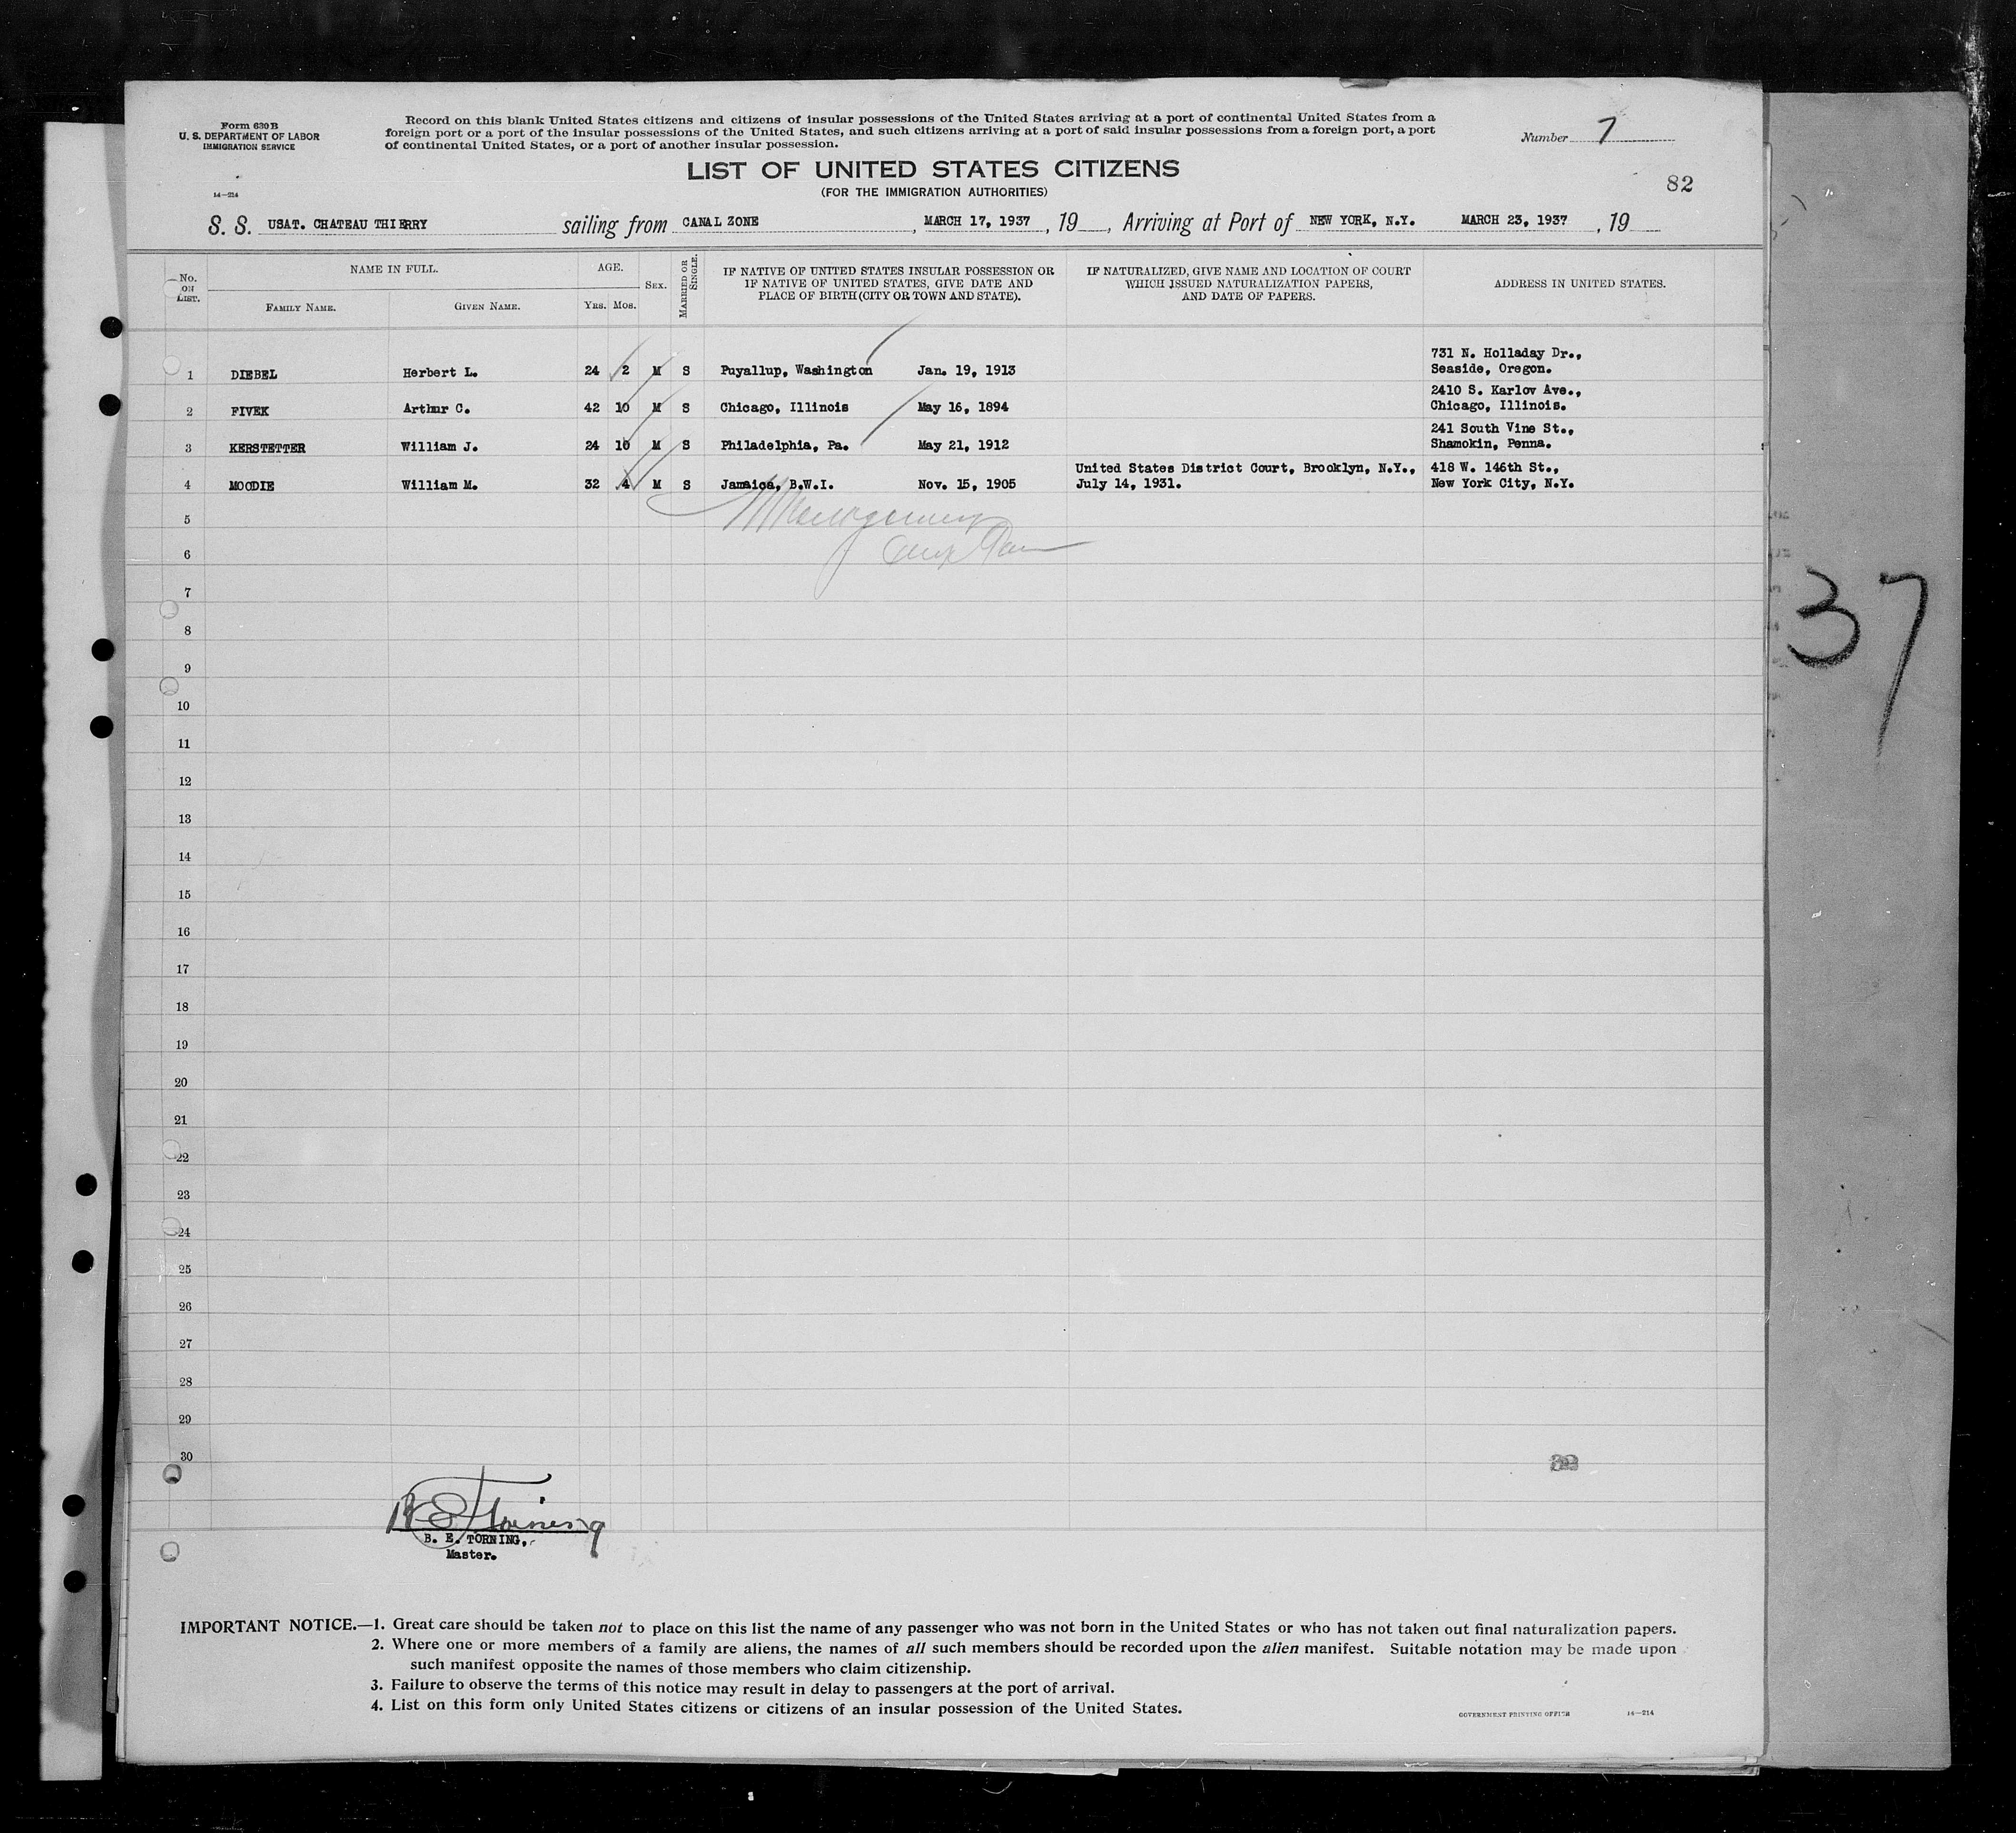 Form 630 B
U. S. DEPARTMENT OF LABOR
IMMIGRATION SERVICE
14—214
Record on this blank United States citizens and citizens of insular possessions of the United States arriving at a port of continental United States from a
foreign port or a port of the insular possessions of the United States, and such citizens arriving at a port of said insular possessions from a foreign port, a port
of continental United States, or a port of another insular possession.
Number 7
LIST OF UNITED STATES CITIZENS
(FOR THE IMMIGRATION AUTHORITIES)
82
S. S. USAT. CHATEAU THIERRY sailing from CANAL ZONE, MARCH 17, 1937, 19 , Arriving at Port of NEW YORK, N.Y. MARCH 23, 1937, 19
No. ON LIST. NAME IN FULL. FAMILY NAME. GIVEN NAME. AGE. YRS. MOS. SEX. MARRIED OR SINGLE.
IF NATIVE OF UNITED STATES INSULAR POSSESSION OR
IF NATIVE OF UNITED STATES, GIVE DATE AND
PLACE OF BIRTH (CITY OR TOWN AND STATE).
IF NATURALIZED, GIVE NAME AND LOCATION OF COURT
WHICH ISSUED NATURALIZATION PAPERS,
AND DATE OF PAPERS.
ADDRESS IN UNITED STATES.
731 N. Holladay Dr.,
1 DIEBEL Herbert L. 24 2 M S Puyallup, Washington Jan. 19, 1913 Seaside, Oregon.
2410 S. Karlov Ave.,
2 FIVEK Arthur C. 42 10 M S Chicago, Illinois May 16, 1894 Chicago, Illinois.
241 South Vine St.,
3 KERSTETTER William J. 24 10 M S Philadelphia, Pa. May 21, 1912 Shamokin, Penna.
United States District Court, Brooklyn, N.Y., 418 W. 146th St.,
4 MOODIE William M. 32 4 M S Jamaica, B.W.I. Nov. 15, 1905 July 14, 1931. New York City, N.Y.
5
6
7
8
9
10
11
12
13
14
15
16
17
18
19
20
21
22
23
24
25
26
27
28
29
30
37
B E Torning
B. E. TORNING,
Master.
IMPORTANT NOTICE.—1. Great care should be taken not to place on this list the name of any passenger who was not born in the United States or who has not taken out final naturalization papers.
2. Where one or more members of a family are aliens, the names of all such members should be recorded upon the alien manifest. Suitable notation may be made upon
such manifest opposite the names of those members who claim citizenship.
3. Failure to observe the terms of this notice may result in delay to passengers at the port of arrival.
4. List on this form only United States citizens or citizens of an insular possession of the United States.
GOVERNMENT PRINTING OFFICE 14—214